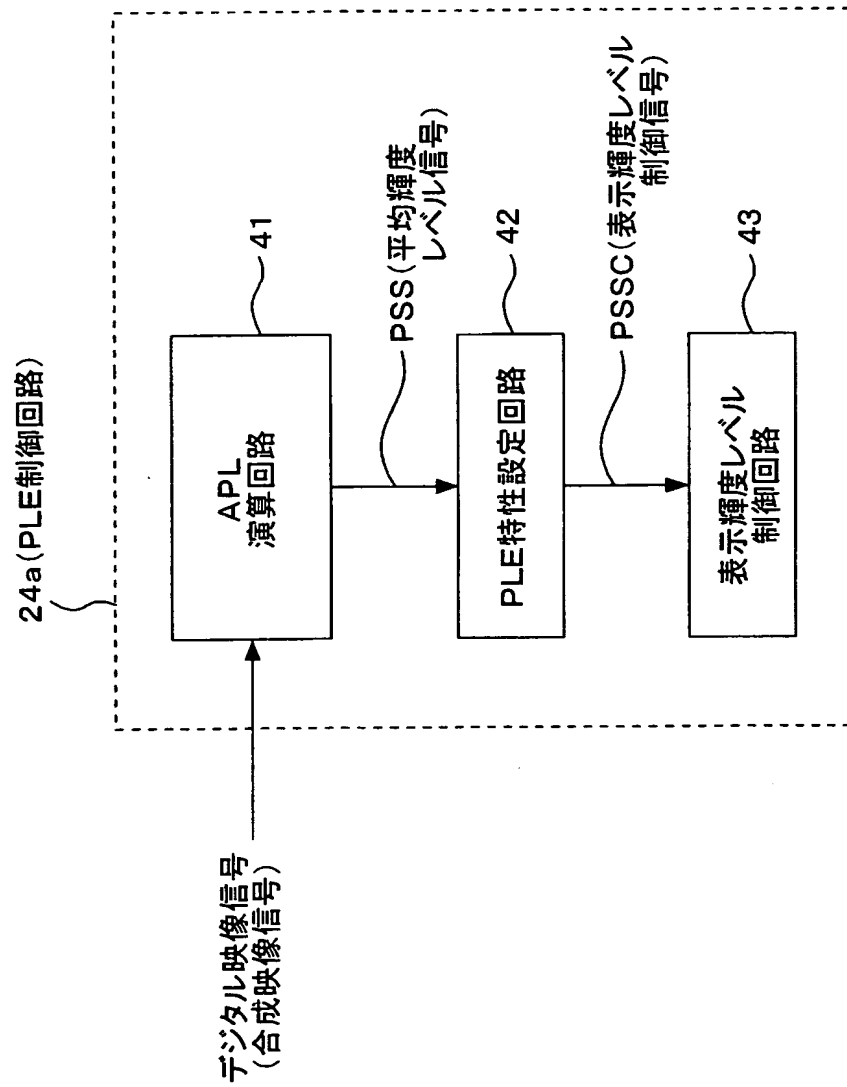 24a(PLE制御回路)
デジタル映像信号
(合成映像信号)
APL
演算回路
41
PSS(平均輝度
レベル信号)
PLE特性設定回路
42
PSSC(表示輝度レベル
制御信号)
表示輝度レベル
制御回路
43